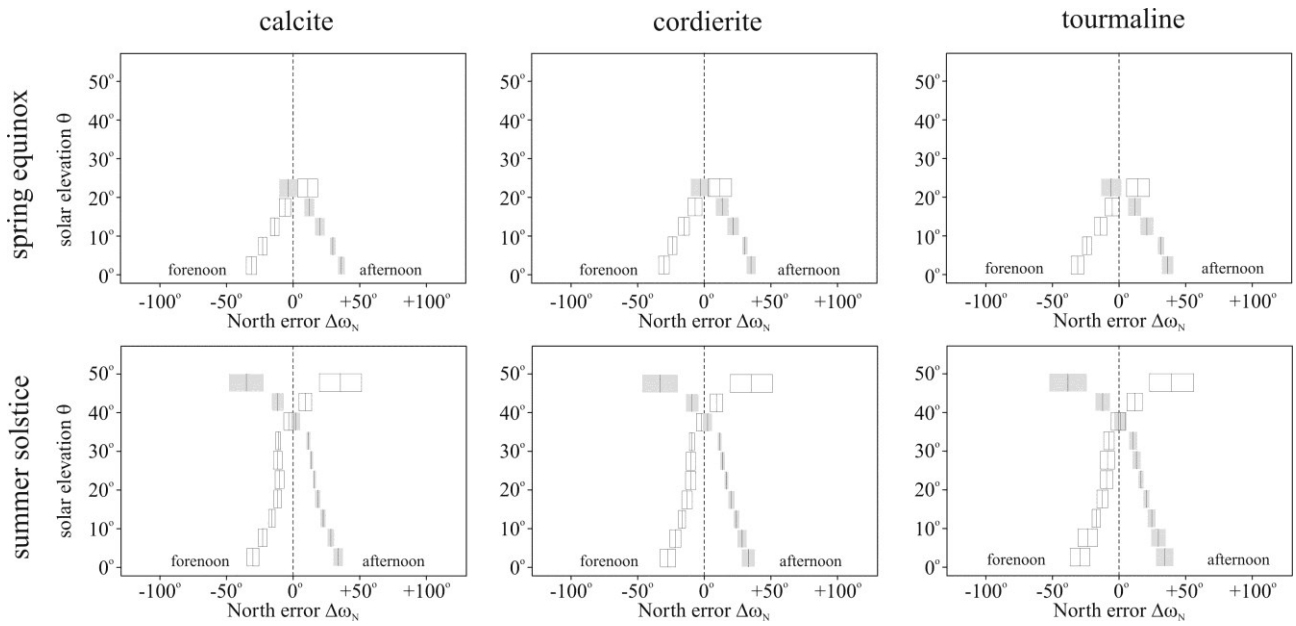 calcite cordierite tourmaline
spring equinox
solar elevation θ
50° 50° 50°
40° 40° 40°
30° 30° 30°
20° 20° 20°
10° 10° 10°
0° forenoon afternoon 0° forenoon afternoon 0° forenoon afternoon
-100° -50° 0° +50° +100° -100° -50° 0° +50° +100° -100° -50° 0° +50° +100°
North error Δω_N North error Δω_N North error Δω_N
summer solstice
solar elevation θ
50° 50° 50°
40° 40° 40°
30° 30° 30°
20° 20° 20°
10° 10° 10°
0° forenoon afternoon 0° forenoon afternoon 0° forenoon afternoon
-100° -50° 0° +50° +100° -100° -50° 0° +50° +100° -100° -50° 0° +50° +100°
North error Δω_N North error Δω_N North error Δω_N